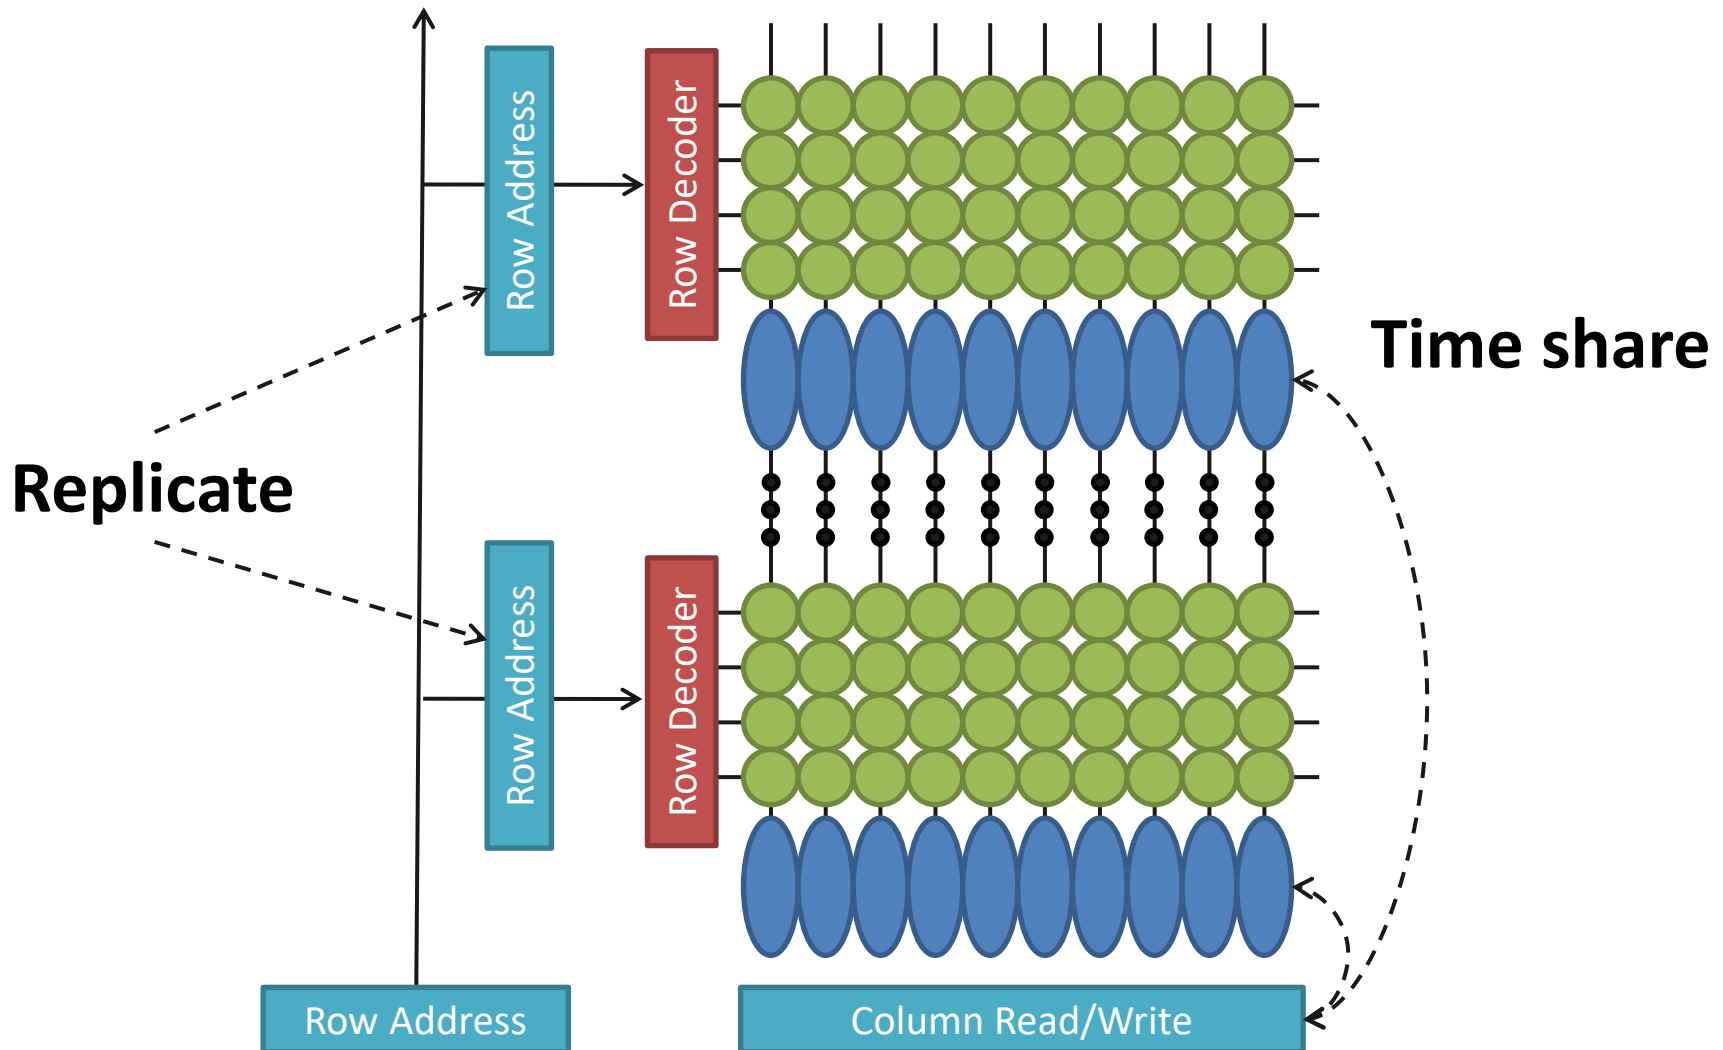 Row Address
Row Decoder
Time share
Replicate
Row Address
Row Decoder
Row Address
Column Read/Write